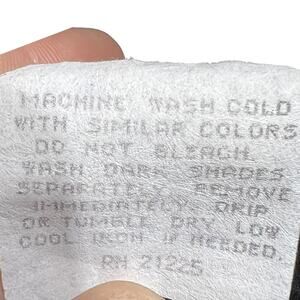 MACHINE WASH COLD
WITH SIMILAR COLORS
DO NOT BLEACH.
WASH DARK SHADES
SEPARATELY. REMOVE
IMMEDIATELY. DRIP
OR TUMBLE DRY. LOW
COOL IRON IF NEEDED.
RN 21225